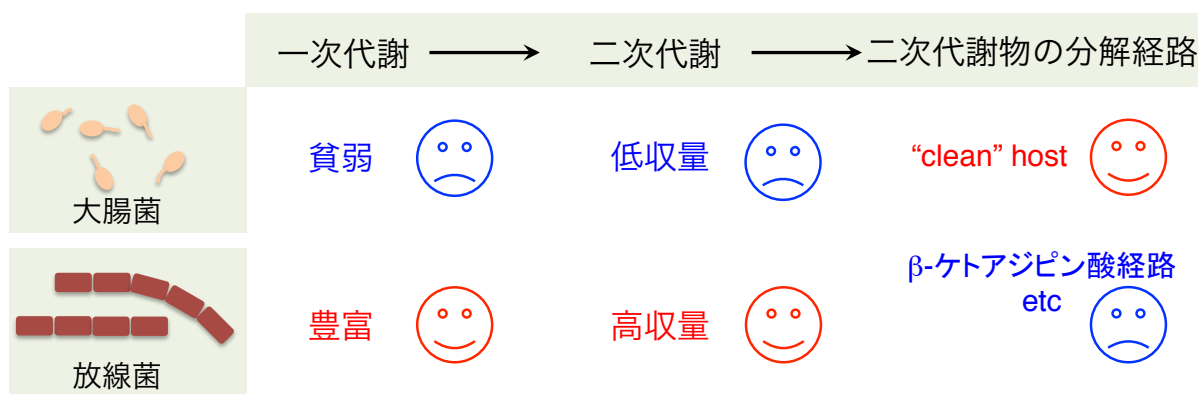 一次代謝 二次代謝 二次代謝物の分解経路
貧弱 低収量 “clean” host
大腸菌
β-ケトアジピン酸経路
etc
豊富 高収量
放線菌